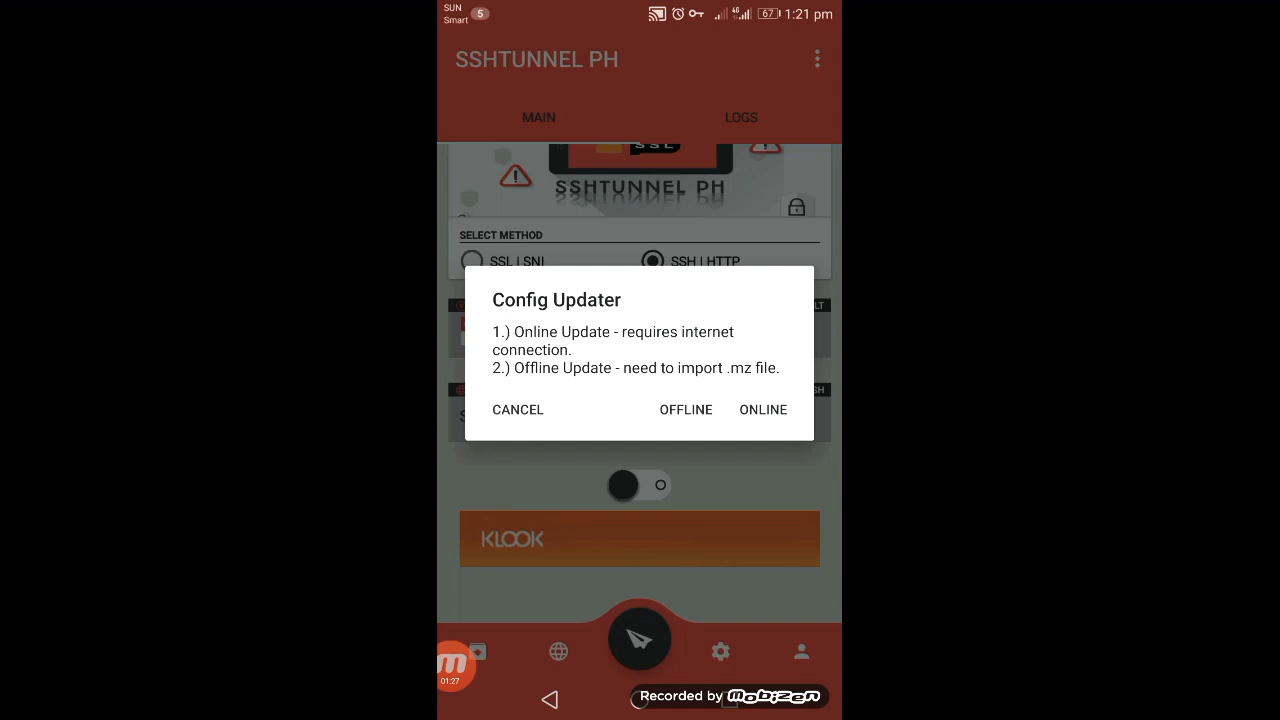 SUN
Smart 5
4G 67 1:21 pm
SSHTUNNEL PH
MAIN LOGS
SSL
SSHTUNNEL PH
SELECT METHOD
SSL | SNI SSH | HTTP
Config Updater
1.) Online Update - requires internet
connection.
2.) Offline Update - need to import .mz file.
CANCEL OFFLINE ONLINE
KLOOK
01:27
Recorded by mobizen